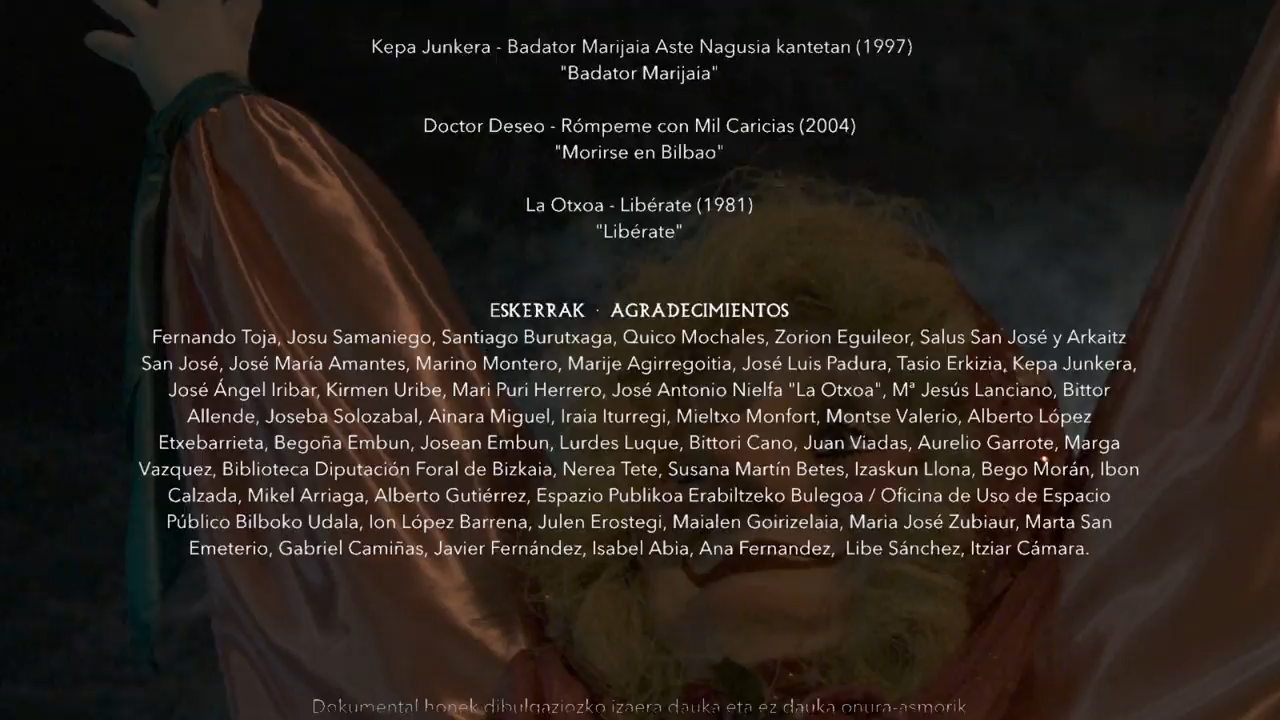 Kepa Junkera - Badator Marijaia Aste Nagusia kantetan (1997)
"Badator Marijaia"
Doctor Deseo - Rómpeme con Mil Caricias (2004)
"Morirse en Bilbao"
La Otxoa - Libérate (1981)
"Libérate"
ESKERRAK · AGRADECIMIENTOS
Fernando Toja, Josu Samaniego, Santiago Burutxaga, Quico Mochales, Zorion Eguileor, Salus San José y Arkaitz
San José, José María Amantes, Marino Montero, Marije Agirregoitia, José Luis Padura, Tasio Erkizia, Kepa Junkera,
José Ángel Iribar, Kirmen Uribe, Mari Puri Herrero, José Antonio Nielfa "La Otxoa", Mª Jesús Lanciano, Bittor
Allende, Joseba Solozabal, Ainara Miguel, Iraia Iturregi, Mieltxo Monfort, Montse Valerio, Alberto López
Etxebarrieta, Begoña Embun, Josean Embun, Lurdes Luque, Bittori Cano, Juan Viadas, Aurelio Garrote, Marga
Vazquez, Biblioteca Diputación Foral de Bizkaia, Nerea Tete, Susana Martín Betes, Izaskun Llona, Bego Morán, Ibon
Calzada, Mikel Arriaga, Alberto Gutiérrez, Espazio Publikoa Erabiltzeko Bulegoa / Oficina de Uso de Espacio
Público Bilboko Udala, Ion López Barrena, Julen Erostegi, Maialen Goirizelaia, Maria José Zubiaur, Marta San
Emeterio, Gabriel Camiñas, Javier Fernández, Isabel Abia, Ana Fernandez, Libe Sánchez, Itziar Cámara.
Dokumental honek dibulgaziozko izaera dauka eta ez dauka onura-asmorik